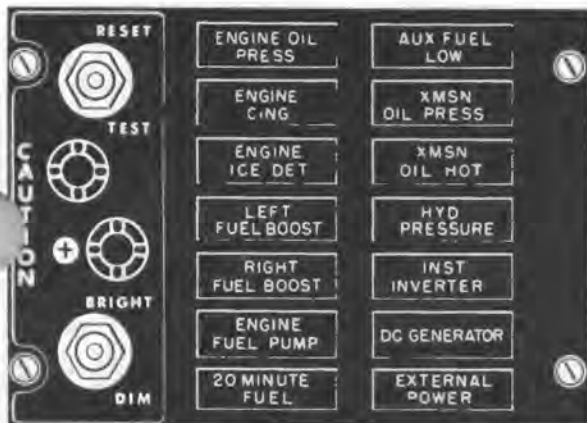 RESET
TEST
CAUTION
BRIGHT
DIM
ENGINE OIL
PRESS
ENGINE
CING
ENGINE
ICE DET
LEFT
FUEL BOOST
RIGHT
FUEL BOOST
ENGINE
FUEL PUMP
20 MINUTE
FUEL
AUX FUEL
LOW
XMSN
OIL PRESS
XMSN
OIL HOT
HYD
PRESSURE
INST
INVERTER
DC GENERATOR
EXTERNAL
POWER